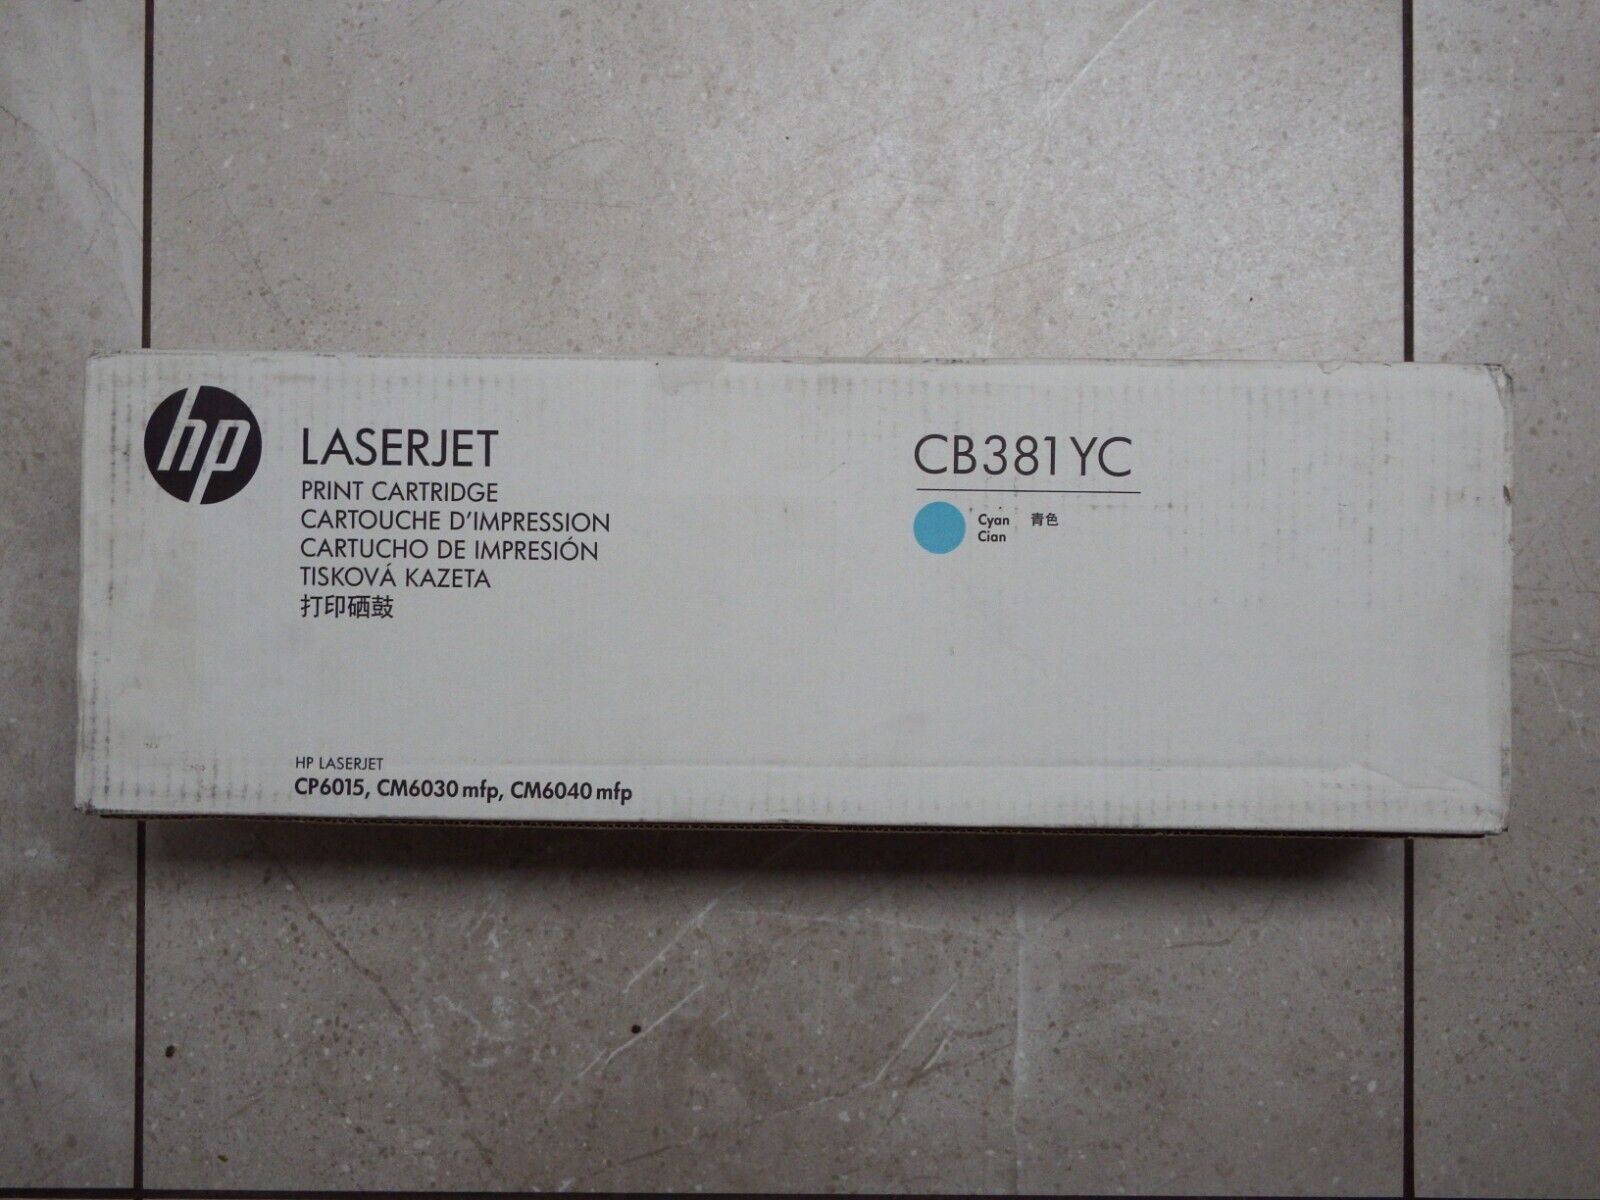 hp
LASERJET
PRINT CARTRIDGE
CARTOUCHE D'IMPRESSION
CARTUCHO DE IMPRESIÓN
TISKOVÁ KAZETA
打印硒鼓
CB381YC
Cyan 青色
Cian
HP LASERJET
CP6015, CM6030 mfp, CM6040 mfp